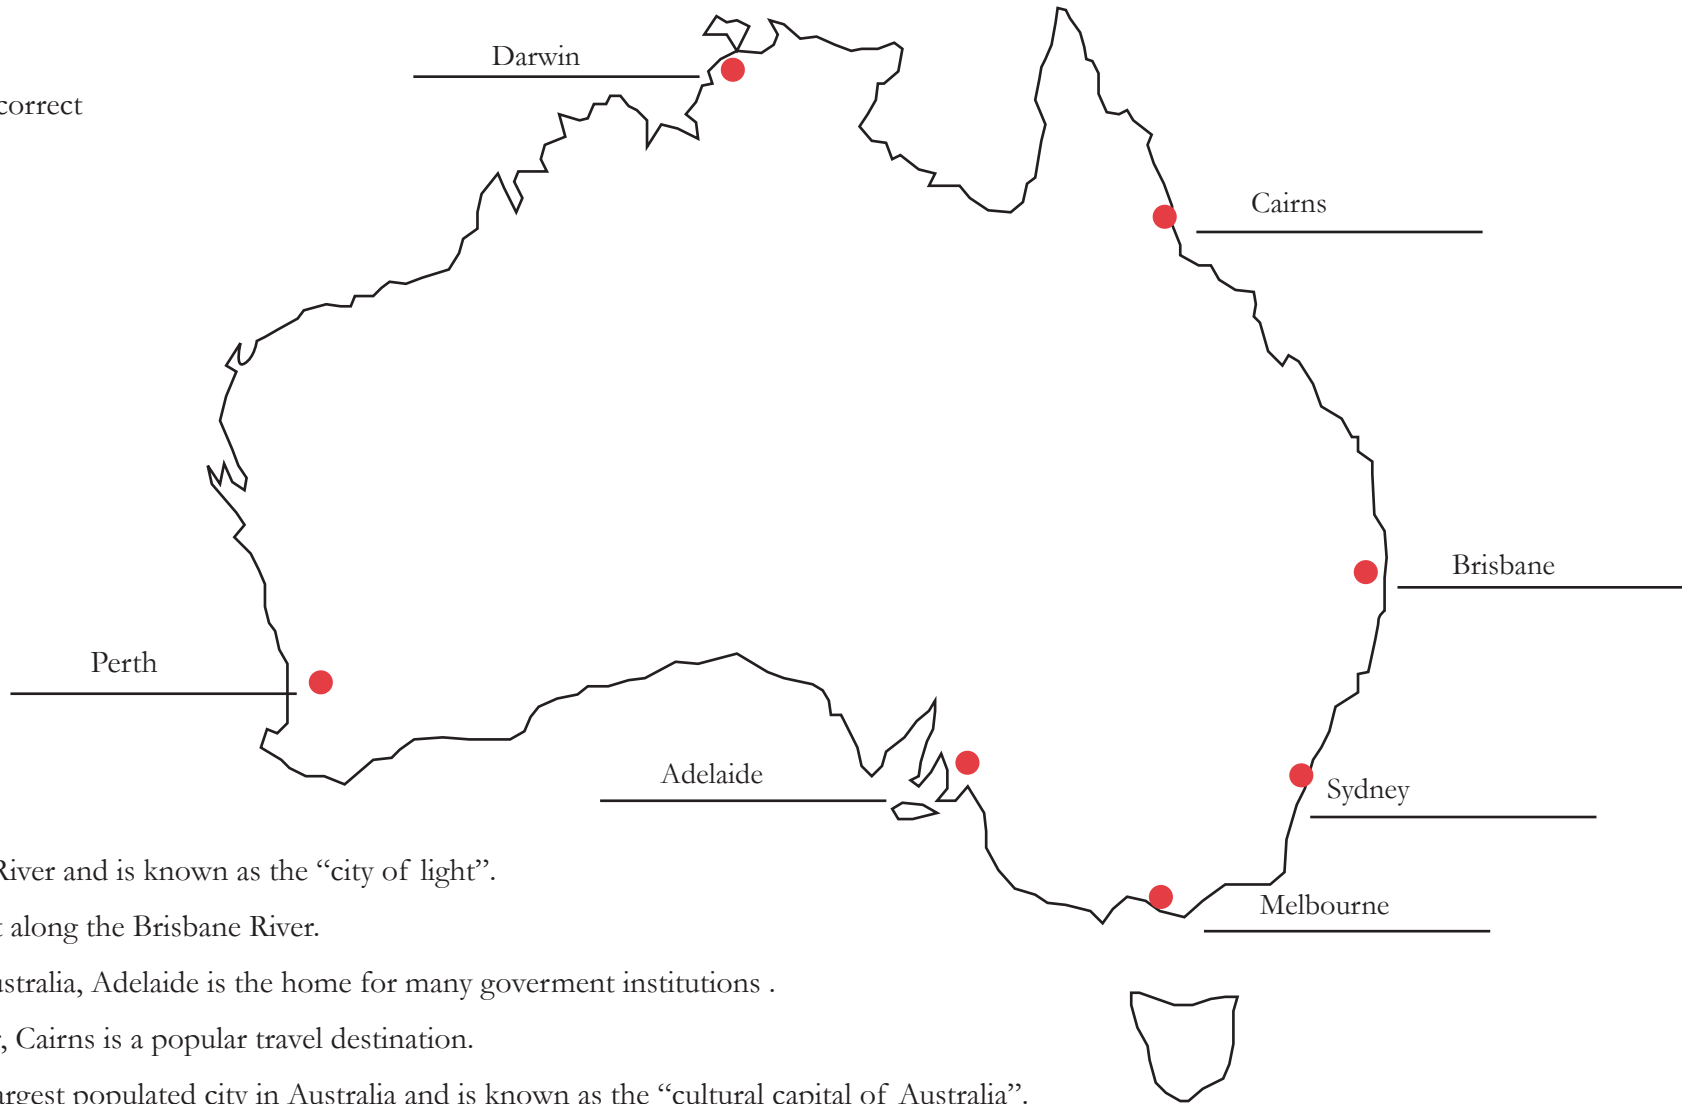 Darwin
correct
Cairns
Brisbane
Perth
Adelaide
Sydney
River and is known as the “city of light”.
Melbourne
along the Brisbane River.
ustralia, Adelaide is the home for many goverment institutions .
, Cairns is a popular travel destination.
argest populated city in Australia and is known as the “cultural capital of Australia”.